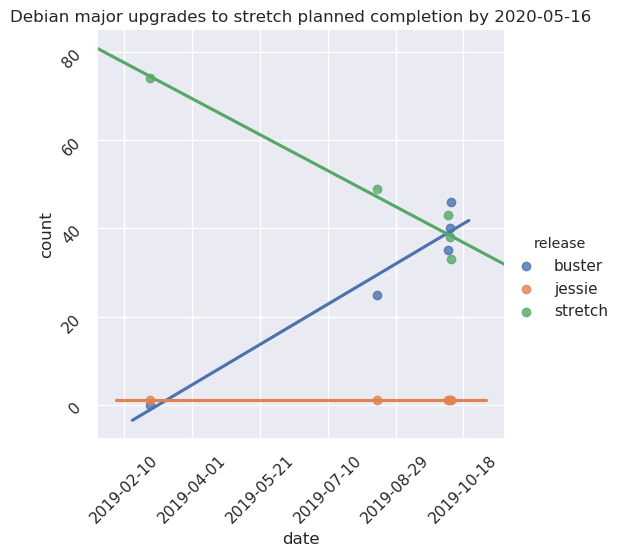 Debian major upgrades to stretch planned completion by 2020-05-16
80
60
40
20
0
count
2019-02-10
2019-04-01
2019-05-21
2019-07-10
2019-08-29
2019-10-18
date
release
buster
jessie
stretch